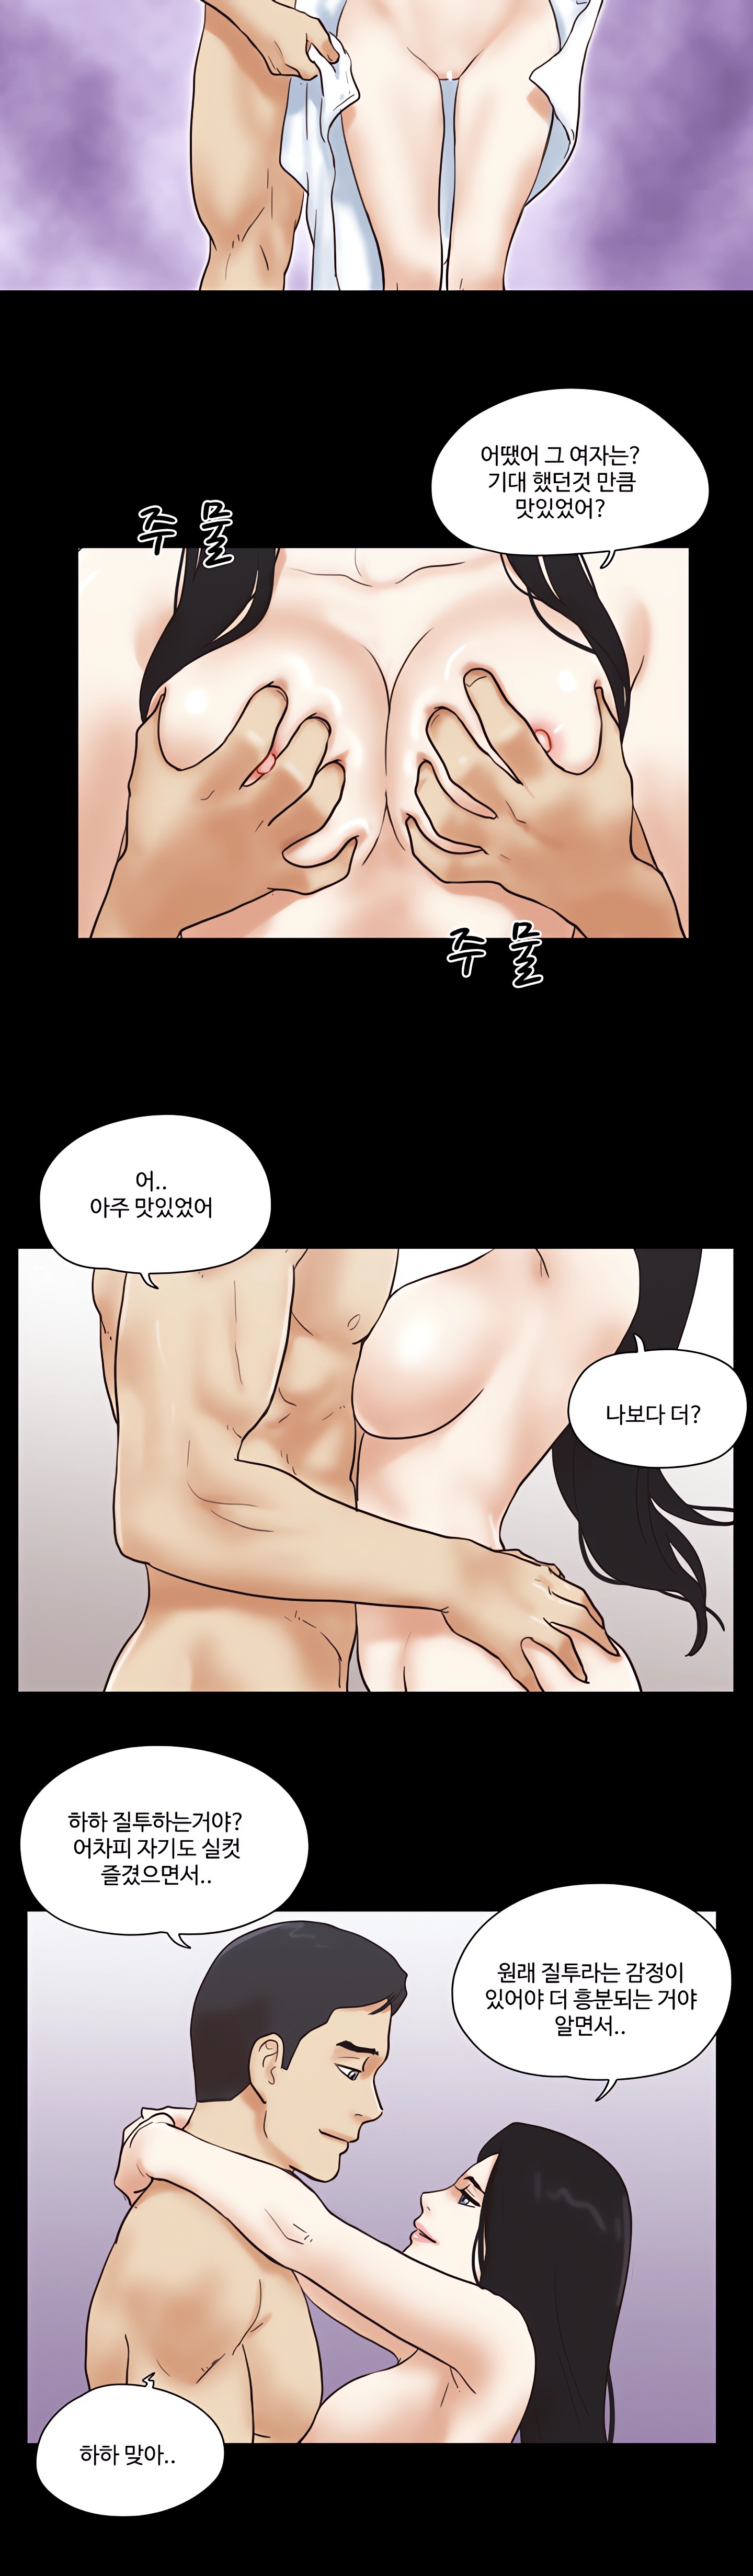 어땠어 그 여자는?
기대 했던것 만큼
맛있었어?
주물
주물
어..
아주 맛있었어
나보다 더?
하하 질투하는거야?
어차피 자기도 실컷
즐겼으면서..
원래 질투라는 감정이
있어야 더 흥분되는 거야
알면서..
하하 맞아..